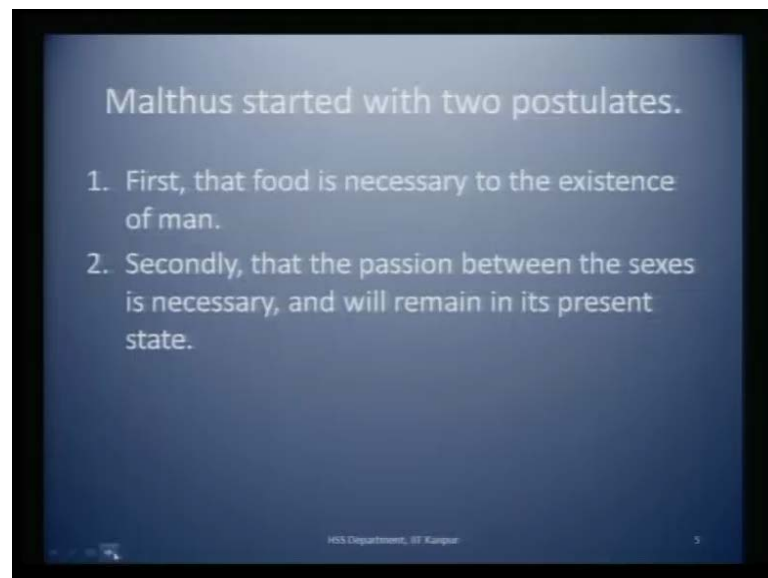 Malthus started with two postulates.
1. First, that food is necessary to the existence
of man.
2. Secondly, that the passion between the sexes
is necessary, and will remain in its present
state.
HSS Department, IIT Kanpur
5